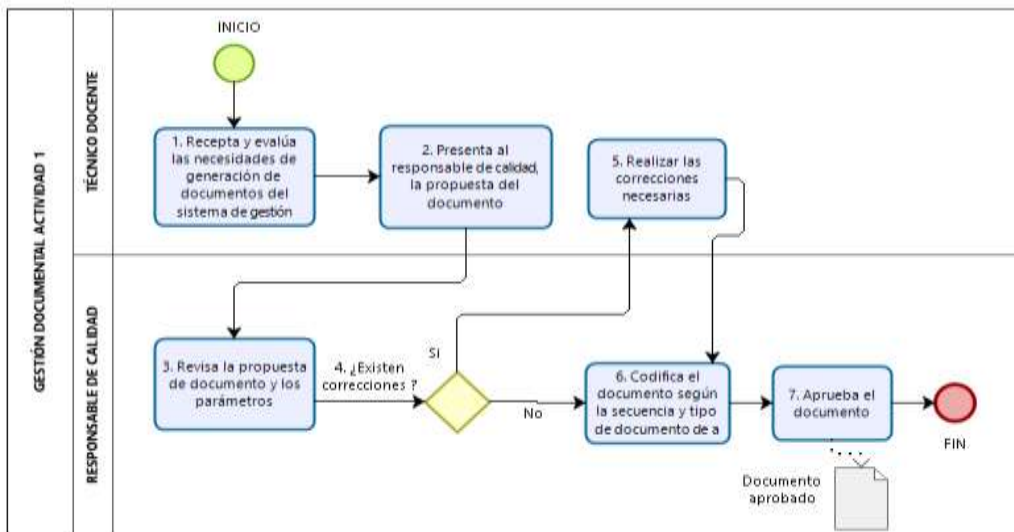 GESTIÓN DOCUMENTAL ACTIVIDAD 1
TÉCNICO DOCENTE
INICIO
1. Recepta y evalúa
las necesidades de
generación de
documentos del
sistema de gestión
2. Presenta al
responsable de calidad,
la propuesta del
documento
5. Realizar las
correcciones
necesarias
RESPONSABLE DE CALIDAD
3. Revisa la propuesta
de documento y los
parámetros
4. ¿Existen
correcciones ?
Si
No
6. Codifica el
documento según
la secuencia y tipo
de documento de a
7. Aprueba el
documento
FIN
Documento
aprobado